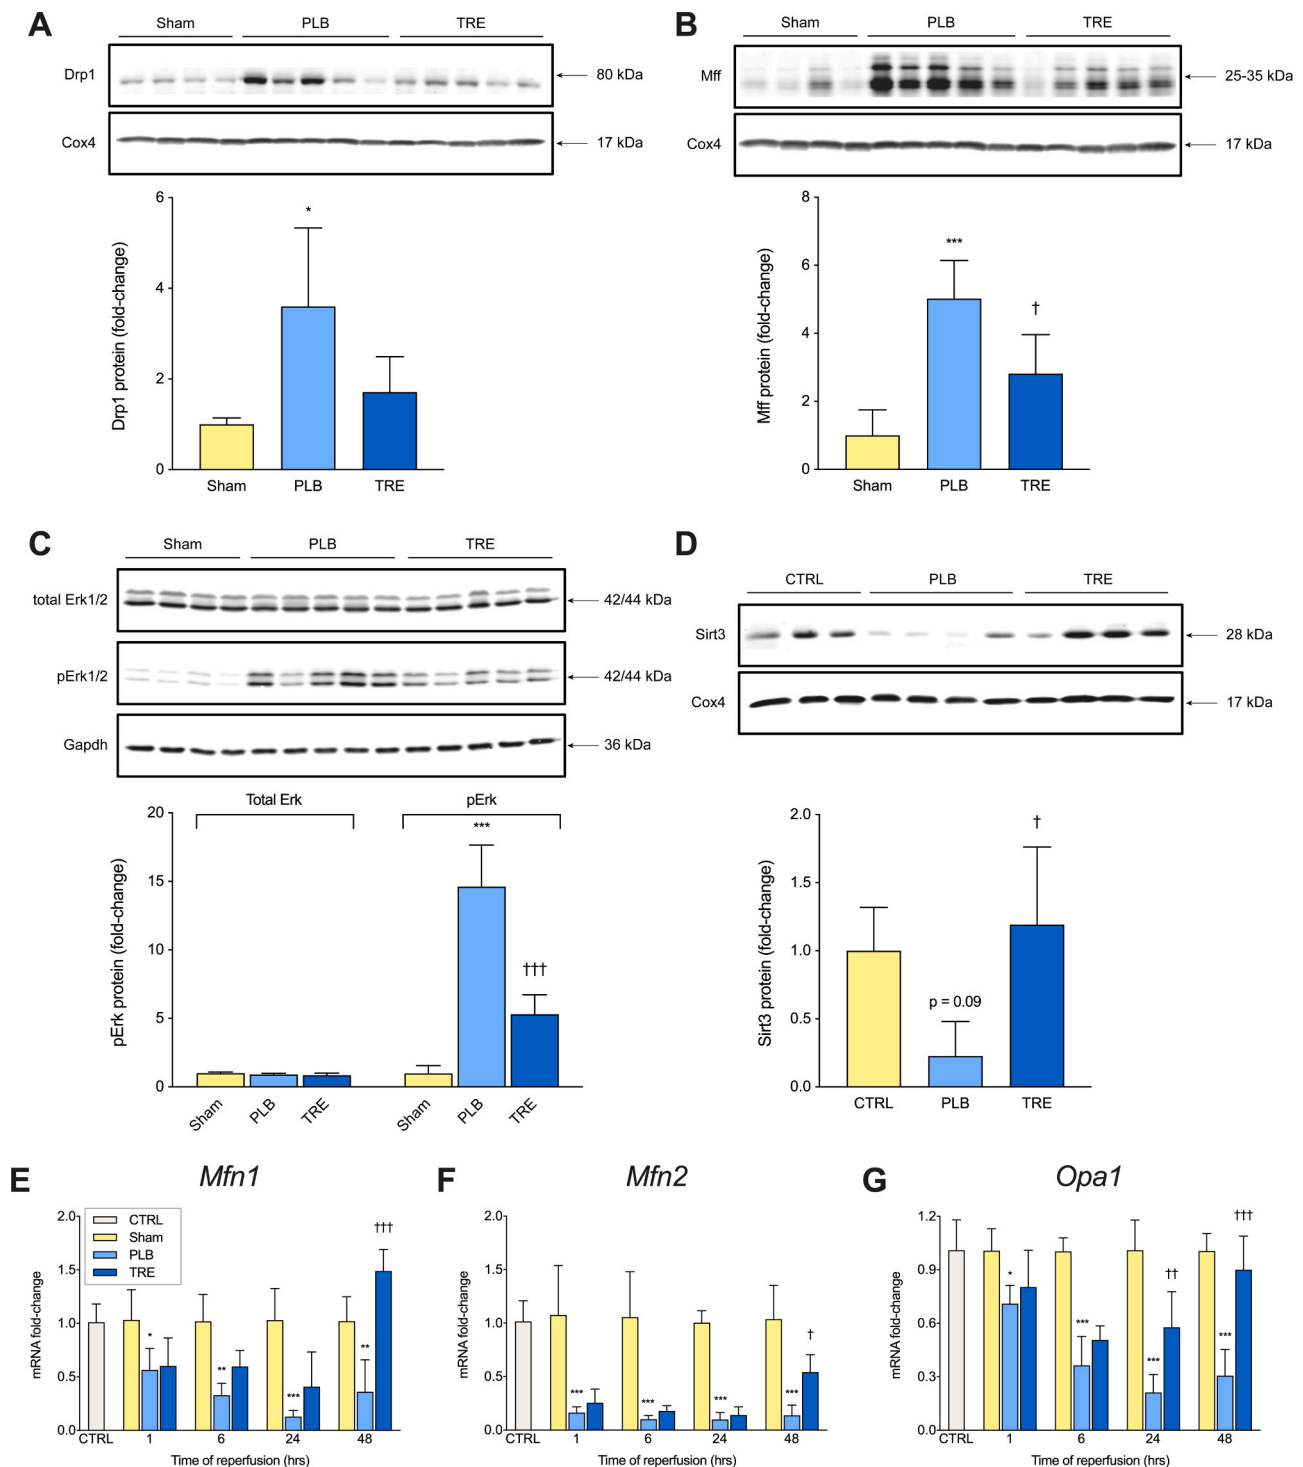 A
Sham PLB TRE
Drp1 80 kDa
Cox4 17 kDa
Drp1 protein (fold-change)
6
4
2
0
*
Sham PLB TRE
B
Sham PLB TRE
Mff 25-35 kDa
Cox4 17 kDa
Mff protein (fold-change)
8
6
4
2
0
***
†
Sham PLB TRE
C
Sham PLB TRE
total Erk1/2 42/44 kDa
pErk1/2 42/44 kDa
Gapdh 36 kDa
pErk protein (fold-change)
20
15
10
5
0
Total Erk pErk
***
†††
Sham PLB TRE Sham PLB TRE
D
CTRL PLB TRE
Sirt3 28 kDa
Cox4 17 kDa
Sirt3 protein (fold-change)
2.0
1.5
1.0
0.5
0.0
†
p = 0.09
CTRL PLB TRE
E Mfn1
mRNA fold-change
2.0
1.5
1.0
0.5
0.0
CTRL
Sham
PLB
TRE
* ** *** ** †††
CTRL 1 6 24 48
Time of reperfusion (hrs)
F Mfn2
mRNA fold-change
2.0
1.5
1.0
0.5
0.0
*** *** *** *** †
CTRL 1 6 24 48
Time of reperfusion (hrs)
G Opa1
mRNA fold-change
1.2
0.9
0.6
0.3
0.0
* *** *** †† *** †††
CTRL 1 6 24 48
Time of reperfusion (hrs)